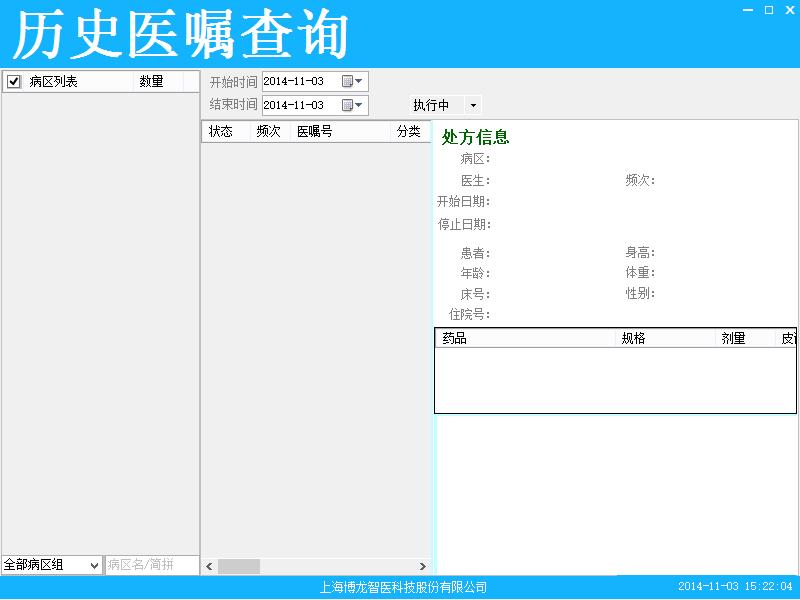 历史医嘱查询
病区列表 数量
开始时间 2014-11-03
结束时间 2014-11-03 执行中
状态 频次 医嘱号 分类
处方信息
病区:
医生: 频次:
开始日期:
停止日期:
患者: 身高:
年龄: 体重:
床号: 性别:
住院号:
药品 规格 剂量 皮
全部病区组 病区名/简拼
上海博龙智医科技股份有限公司 2014-11-03 15:22:04